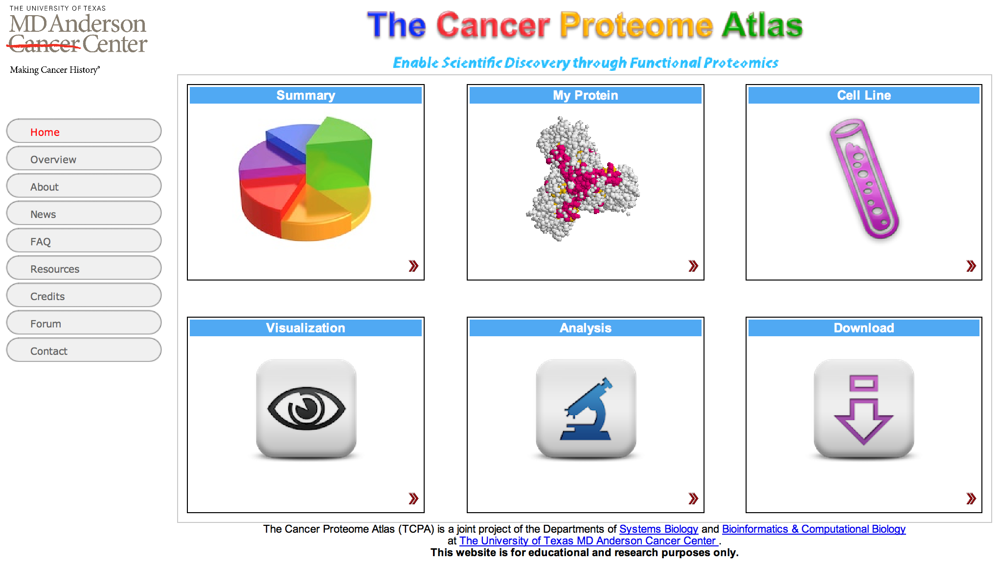 THE UNIVERSITY OF TEXAS
MD Anderson
Cancer Center
Making Cancer History®
The Cancer Proteome Atlas
Enable Scientific Discovery through Functional Proteomics
Home
Overview
About
News
FAQ
Resources
Credits
Forum
Contact
Summary
My Protein
Cell Line
Visualization
Analysis
Download
The Cancer Proteome Atlas (TCPA) is a joint project of the Departments of Systems Biology and Bioinformatics & Computational Biology
at The University of Texas MD Anderson Cancer Center .
This website is for educational and research purposes only.